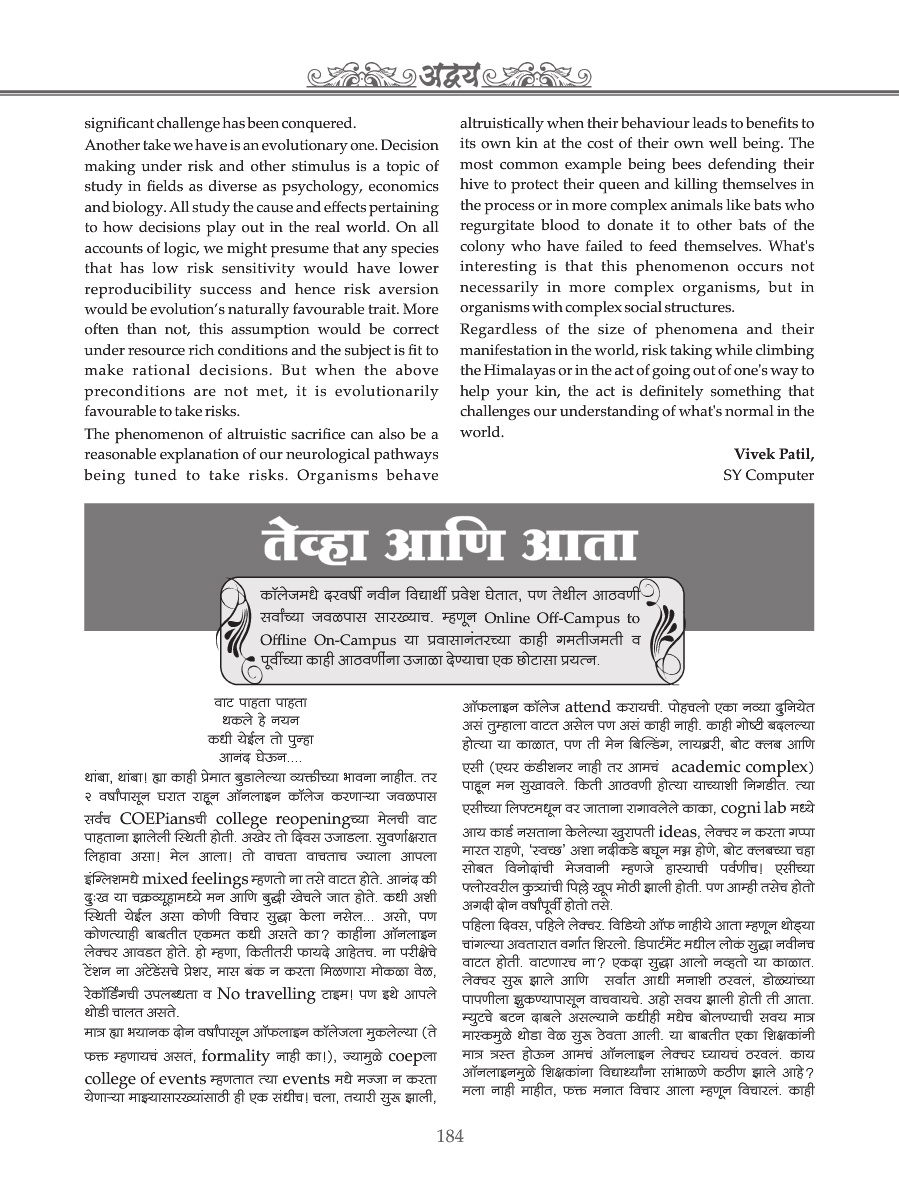 अद्वय
significant challenge has been conquered.
Another take we have is an evolutionary one. Decision
making under risk and other stimulus is a topic of
study in fields as diverse as psychology, economics
and biology. All study the cause and effects pertaining
to how decisions play out in the real world. On all
accounts of logic, we might presume that any species
that has low risk sensitivity would have lower
reproducibility success and hence risk aversion
would be evolution's naturally favourable trait. More
often than not, this assumption would be correct
under resource rich conditions and the subject is fit to
make rational decisions. But when the above
preconditions are not met, it is evolutionarily
favourable to take risks.
The phenomenon of altruistic sacrifice can also be a
reasonable explanation of our neurological pathways
being tuned to take risks. Organisms behave
altruistically when their behaviour leads to benefits to
its own kin at the cost of their own well being. The
most common example being bees defending their
hive to protect their queen and killing themselves in
the process or in more complex animals like bats who
regurgitate blood to donate it to other bats of the
colony who have failed to feed themselves. What's
interesting is that this phenomenon occurs not
necessarily in more complex organisms, but in
organisms with complex social structures.
Regardless of the size of phenomena and their
manifestation in the world, risk taking while climbing
the Himalayas or in the act of going out of one's way to
help your kin, the act is definitely something that
challenges our understanding of what's normal in the
world.
Vivek Patil,
SY Computer
तेव्हा आणि आता
कॉलेजमधे दरवर्षी नवीन विद्यार्थी प्रवेश घेतात, पण तेथील आठवणी
सर्वांच्या जवळपास सारख्याच. म्हणून Online Off-Campus to
Offline On-Campus या प्रवासानंतरच्या काही गमतीजमती व
पूर्वीच्या काही आठवणींना उजाळा देण्याचा एक छोटासा प्रयत्न.
वाट पाहता पाहता
थकले हे नयन
कधी येईल तो पुन्हा
आनंद घेऊन....
थांबा, थांबा! ह्या काही प्रेमात बुडालेल्या व्यक्तीच्या भावना नाहीत. तर
२ वर्षांपासून घरात राहून ऑनलाइन कॉलेज करणाऱ्या जवळपास
सर्वच COEPiansची college reopeningच्या मेलची वाट
पाहताना झालेली स्थिती होती. अखेर तो दिवस उजाडला. सुवर्णाक्षरात
लिहावा असा! मेल आला! तो वाचता वाचताच ज्याला आपला
इंग्लिशमधे mixed feelings म्हणतो ना तसे वाटत होते. आनंद की
दुःख या चक्रव्यूहामध्ये मन आणि बुद्धी खेचले जात होते. कधी अशी
स्थिती येईल असा कोणी विचार सुद्धा केला नसेल... असो, पण
कोणत्याही बाबतीत एकमत कधी असते का? काहींना ऑनलाइन
लेक्चर आवडत होते. हो म्हणा, कितीतरी फायदे आहेतच. ना परीक्षेचे
टेंशन ना अटेंडेंसचे प्रेशर, मास बंक न करता मिळणारा मोकळा वेळ,
रेकॉर्डिंगची उपलब्धता व No travelling टाइम! पण इथे आपले
थोडी चालत असते.
मात्र ह्या भयानक दोन वर्षांपासून ऑफलाइन कॉलेजला मुकलेल्या (ते
फक्त म्हणायचं असतं, formality नाही का!), ज्यामुळे coepला
college of events म्हणतात त्या events मधे मज्जा न करता
येणाऱ्या माझ्यासारख्यांसाठी ही एक संधीच! चला, तयारी सुरू झाली,
ऑफलाइन कॉलेज attend करायची. पोहचलो एका नव्या दुनियेत
असं तुम्हाला वाटत असेल पण असं काही नाही. काही गोष्टी बदलल्या
होत्या या काळात, पण ती मेन बिल्डिंग, लायब्ररी, बोट क्लब आणि
एसी (एयर कंडीशनर नाही तर आमचं academic complex)
पाहून मन सुखावले. किती आठवणी होत्या याच्याशी निगडीत. त्या
एसीच्या लिफ्टमधून वर जाताना रागावलेले काका, cogni lab मध्ये
आय कार्ड नसताना केलेल्या खुरापती ideas, लेक्चर न करता गप्पा
मारत राहणे, ‘स्वच्छ’ अशा नदीकडे बघून मग्न होणे, बोट क्लबच्या चहा
सोबत विनोदांची मेजवानी म्हणजे हास्याची पर्वणीच! एसीच्या
फ्लोरवरील कुत्र्यांची पिल्ले खूप मोठी झाली होती. पण आम्ही तसेच होतो
अगदी दोन वर्षांपूर्वी होतो तसे.
पहिला दिवस, पहिले लेक्चर. विडियो ऑफ नाहीये आता म्हणून थोड्या
चांगल्या अवतारात वर्गात शिरलो. डिपार्टमेंट मधील लोकं सुद्धा नवीनच
वाटत होती. वाटणारच ना? एकदा सुद्धा आलो नव्हतो या काळात.
लेक्चर सुरू झाले आणि सर्वात आधी मनाशी ठरवलं, डोळ्यांच्या
पापणीला झुकण्यापासून वाचवायचे. अहो सवय झाली होती ती आता.
म्युटचे बटन दाबले असल्याने कधीही मधेच बोलण्याची सवय मात्र
मास्कमुळे थोडा वेळ सुरू ठेवता आली. या बाबतीत एका शिक्षकांनी
मात्र त्रस्त होऊन आमचं ऑनलाइन लेक्चर घ्यायचं ठरवलं. काय
ऑनलाइनमुळे शिक्षकांना विद्यार्थ्यांना सांभाळणे कठीण झाले आहे?
मला नाही माहीत, फक्त मनात विचार आला म्हणून विचारलं. काही
184